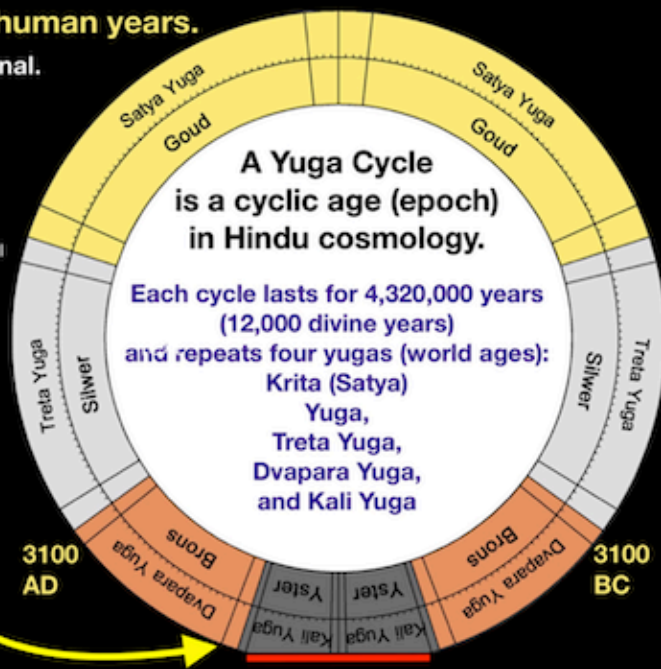 human years.
nal.
Satya Yuga
Goud
Satya Yuga
Goud
A Yuga Cycle
is a cyclic age (epoch)
in Hindu cosmology.
Each cycle lasts for 4,320,000 years
(12,000 divine years)
and repeats four yugas (world ages):
Krita (Satya)
Yuga,
Treta Yuga,
Dvapara Yuga,
and Kali Yuga
Treta Yuga
Silwer
Silwer
Treta Yuga
3100
AD
Brons
Dvapara Yuga
Yster
Kali Yuga
Yster
Kali Yuga
Brons
Dvapara Yuga
3100
BC